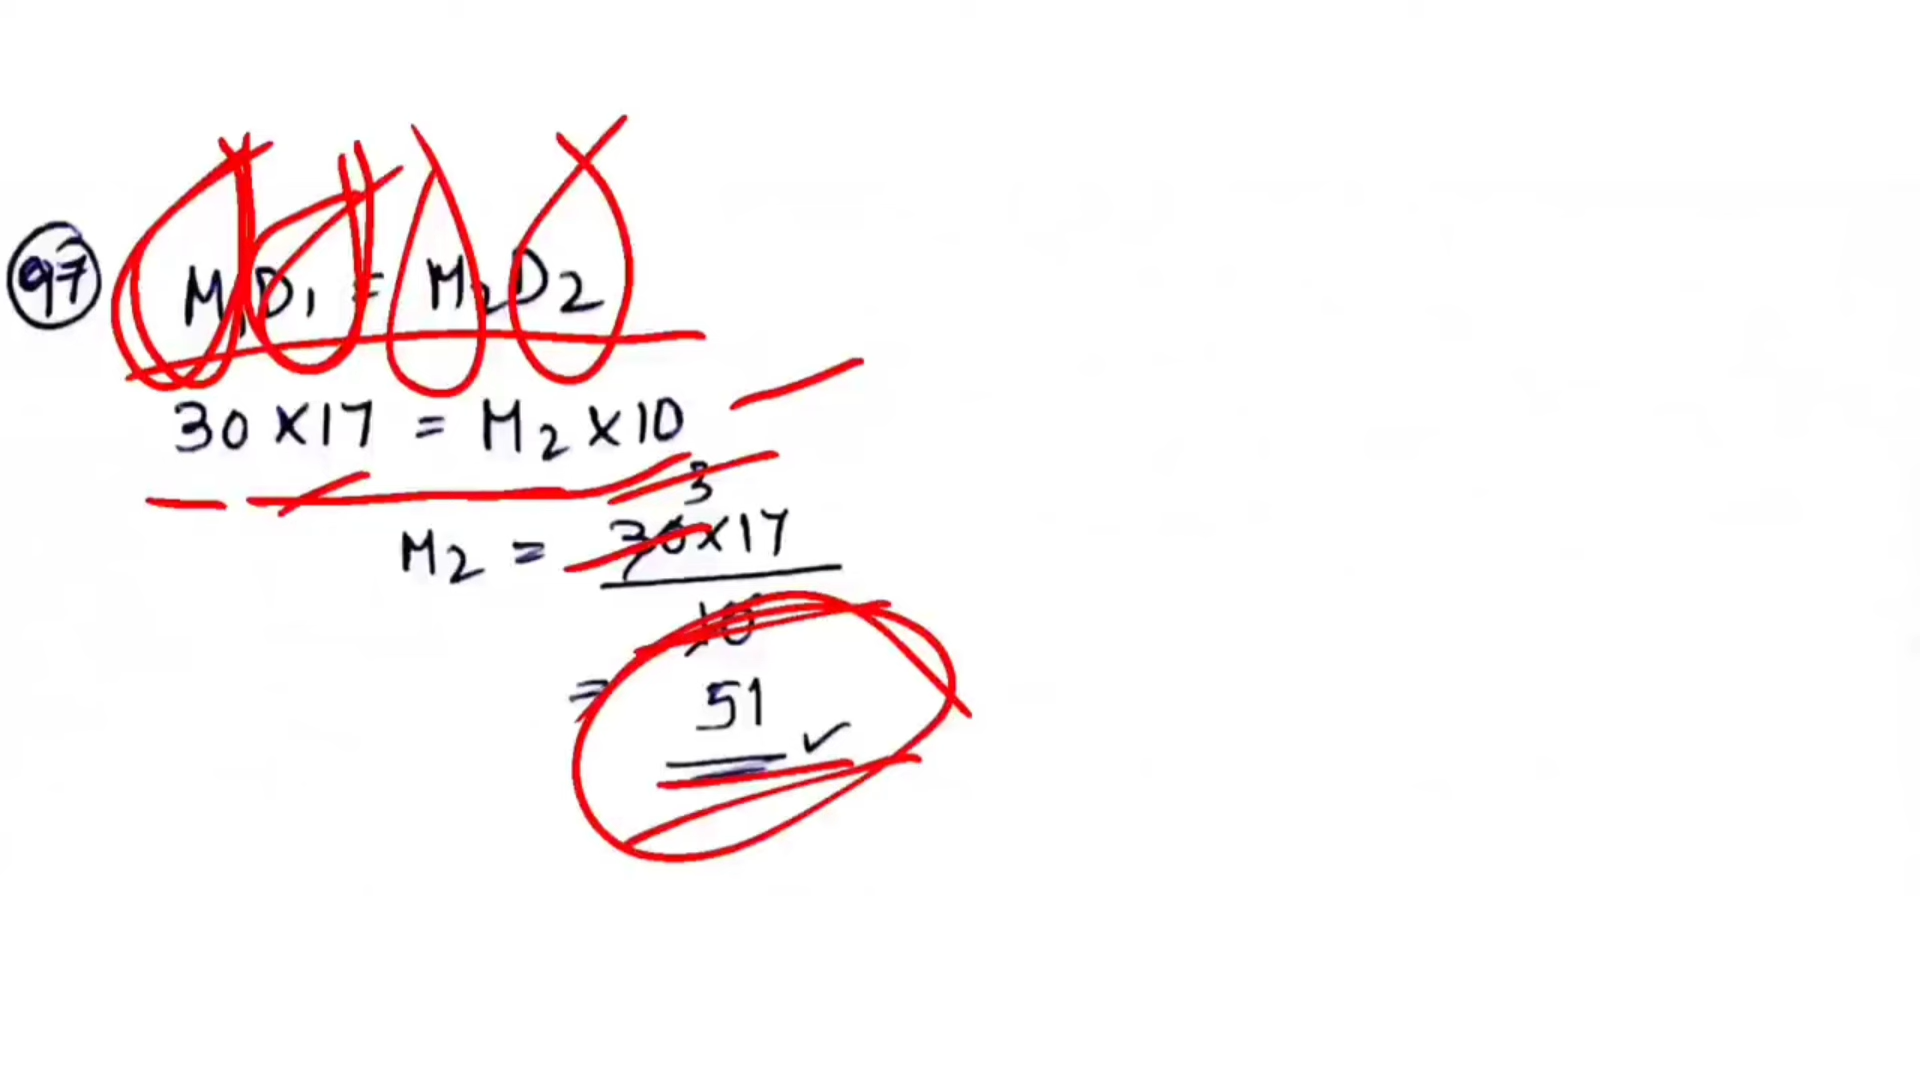 97 M1D1 = M2D2
30 × 17 = M2 × 10
3
M2 = 30 × 17
10
= 51 ✓